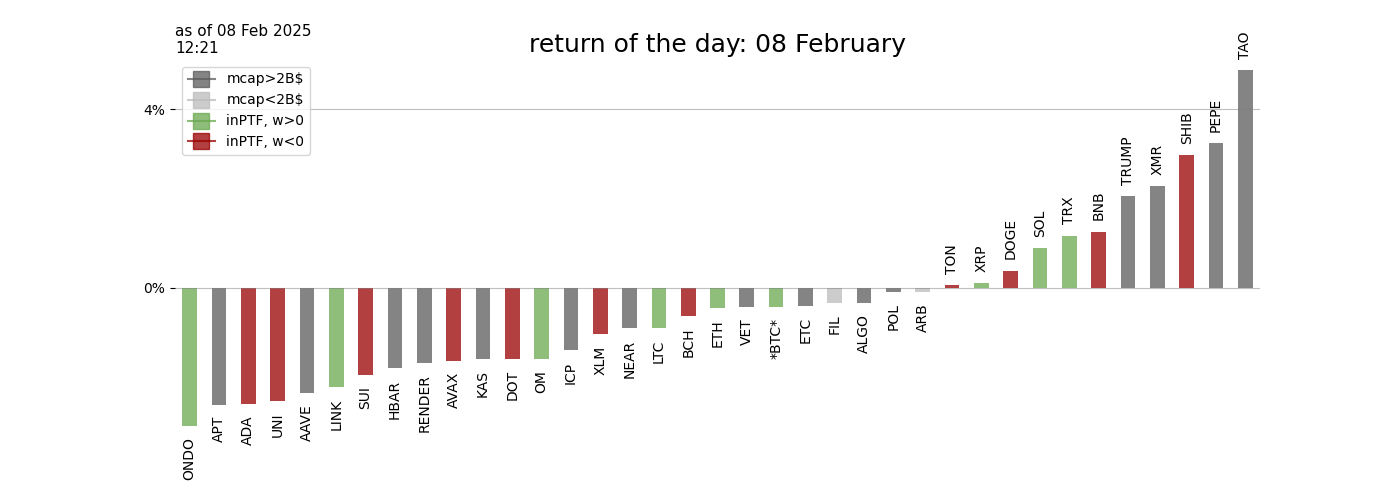 as of 08 Feb 2025
12:21
return of the day: 08 February
mcap>2B$
mcap<2B$
inPTF, w>0
inPTF, w<0
4%
0%
ONDO
APT
ADA
UNI
AAVE
LINK
SUI
HBAR
RENDER
AVAX
KAS
DOT
OM
ICP
XLM
NEAR
LTC
BCH
ETH
VET
*BTC*
ETC
FIL
ALGO
POL
ARB
TON
XRP
DOGE
SOL
TRX
BNB
TRUMP
XMR
SHIB
PEPE
TAO